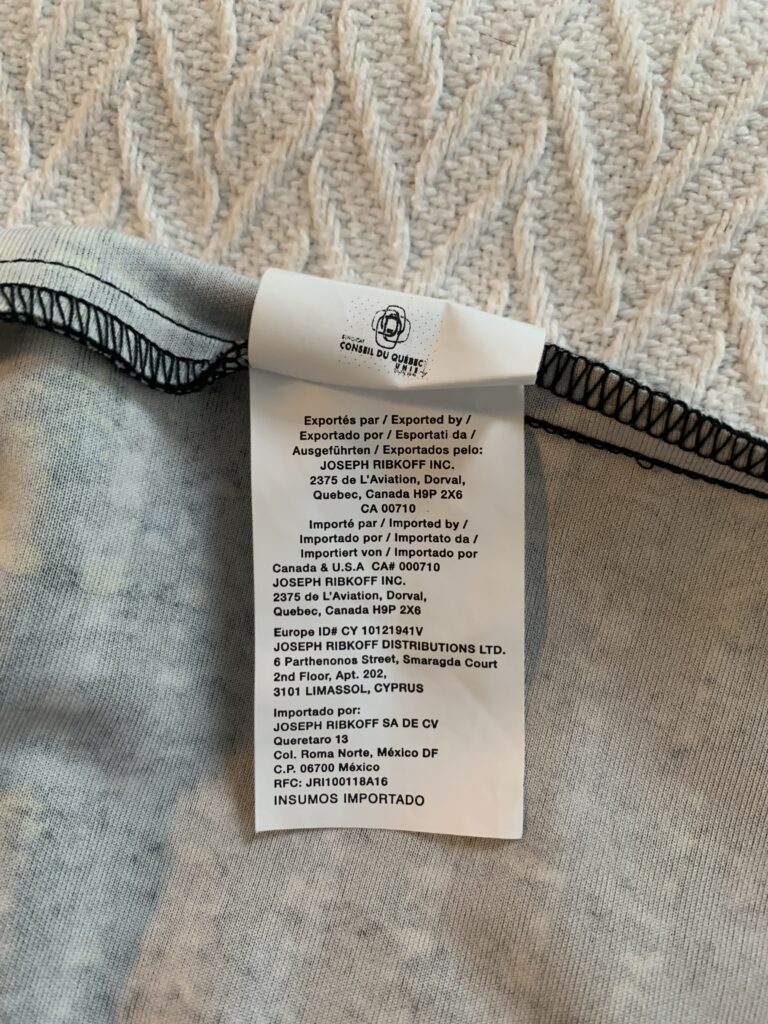 SYNDICAT
CONSEIL DU QUÉBEC
UNIE
Exportés par / Exported by /
Exportado por / Esportati da /
Ausgeführten / Exportados pelo:
JOSEPH RIBKOFF INC.
2375 de L'Aviation, Dorval,
Quebec, Canada H9P 2X6
CA 00710
Importé par / Imported by /
Importado por / Importato da /
Importiert von / Importado por
Canada & U.S.A CA# 000710
JOSEPH RIBKOFF INC.
2375 de L'Aviation, Dorval,
Quebec, Canada H9P 2X6
Europe ID# CY 10121941V
JOSEPH RIBKOFF DISTRIBUTIONS LTD.
6 Parthenonos Street, Smaragda Court
2nd Floor, Apt. 202,
3101 LIMASSOL, CYPRUS
Importado por:
JOSEPH RIBKOFF SA DE CV
Queretaro 13
Col. Roma Norte, México DF
C.P. 06700 México
RFC: JRI100118A16
INSUMOS IMPORTADO